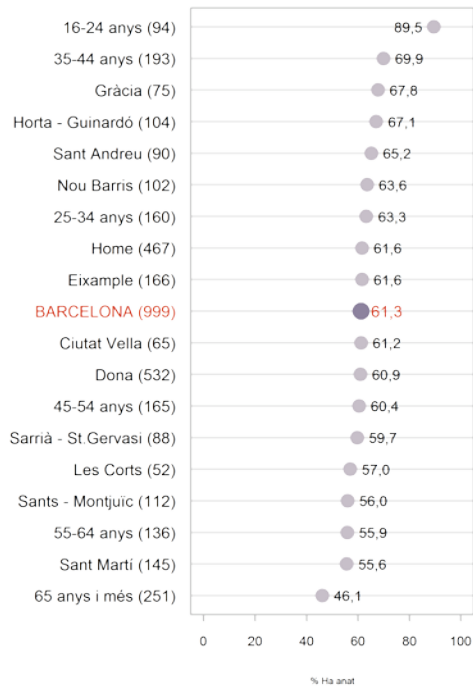 16-24 anys (94) 89,5
35-44 anys (193) 69,9
Gràcia (75) 67,8
Horta - Guinardó (104) 67,1
Sant Andreu (90) 65,2
Nou Barris (102) 63,6
25-34 anys (160) 63,3
Home (467) 61,6
Eixample (166) 61,6
BARCELONA (999) 61,3
Ciutat Vella (65) 61,2
Dona (532) 60,9
45-54 anys (165) 60,4
Sarrià - St.Gervasi (88) 59,7
Les Corts (52) 57,0
Sants - Montjuïc (112) 56,0
55-64 anys (136) 55,9
Sant Martí (145) 55,6
65 anys i més (251) 46,1
0 20 40 60 80 100
% Ha anat